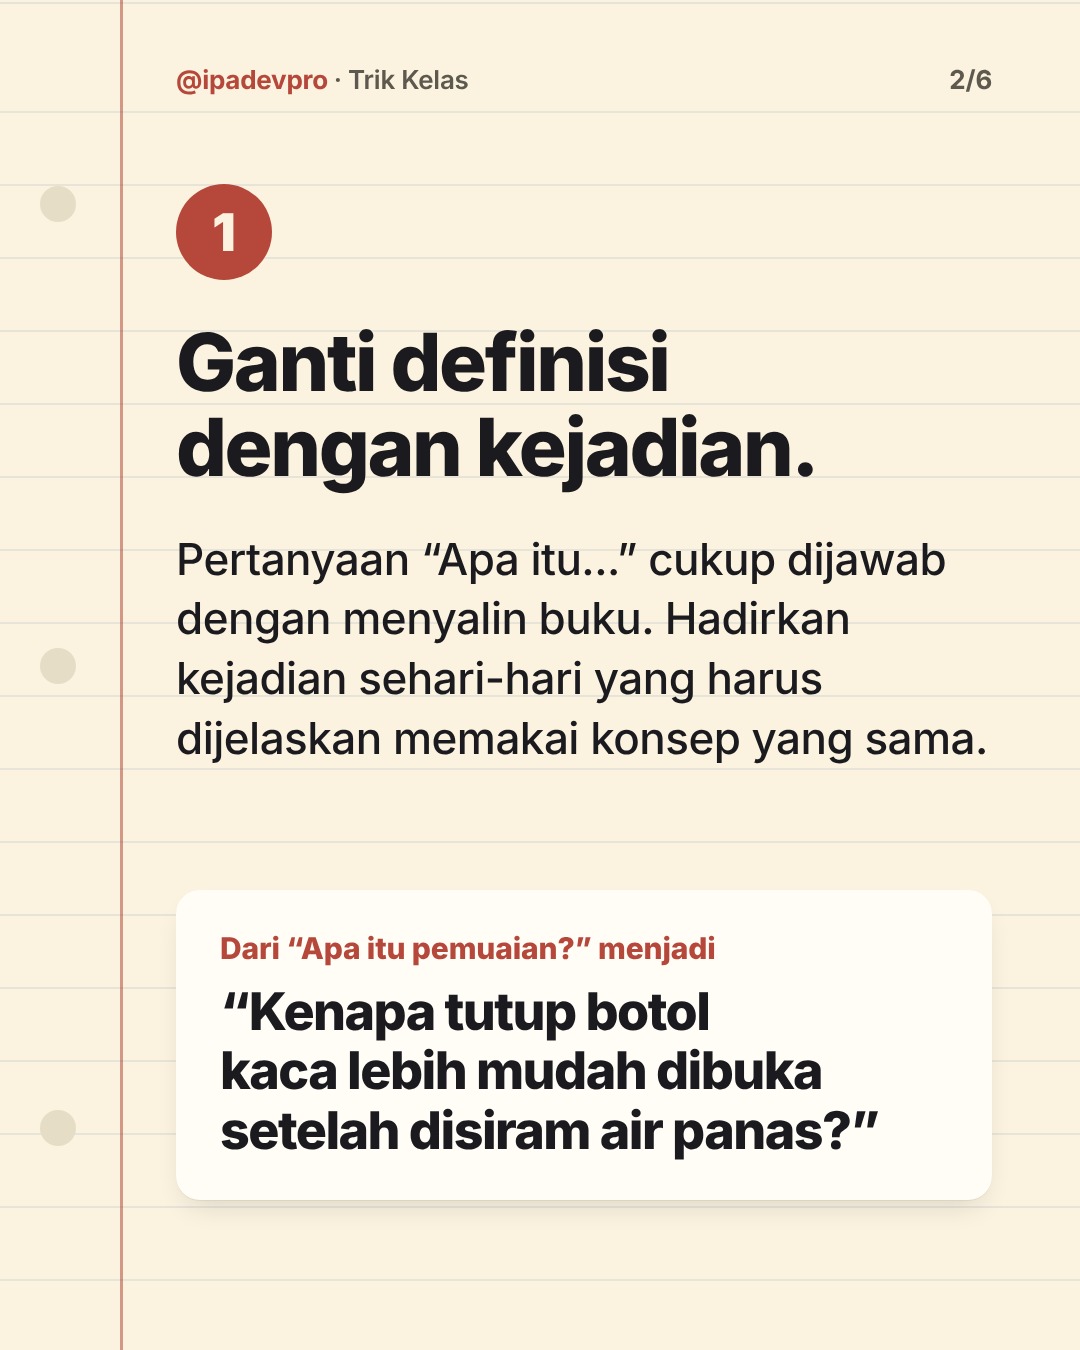 @ipadevpro · Trik Kelas
2/6
1
Ganti definisi
dengan kejadian.
Pertanyaan “Apa itu...” cukup dijawab
dengan menyalin buku. Hadirkan
kejadian sehari-hari yang harus
dijelaskan memakai konsep yang sama.
Dari “Apa itu pemuaian?” menjadi
“Kenapa tutup botol
kaca lebih mudah dibuka
setelah disiram air panas?”